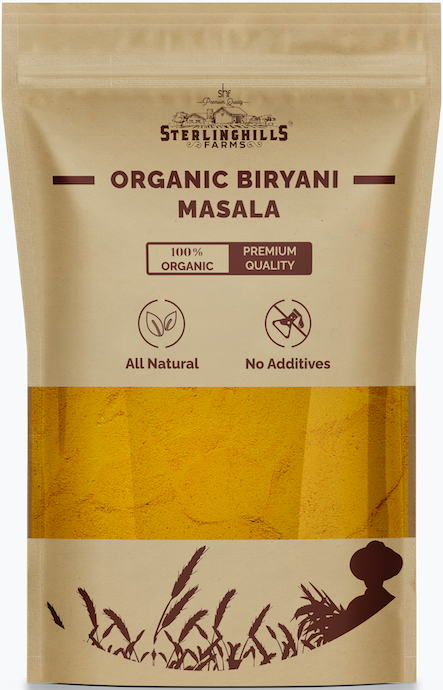 shf
Premium Quality
STERLINGHILLS®
FARMS
ORGANIC BIRYANI
MASALA
100%
ORGANIC
PREMIUM
QUALITY
All Natural
No Additives